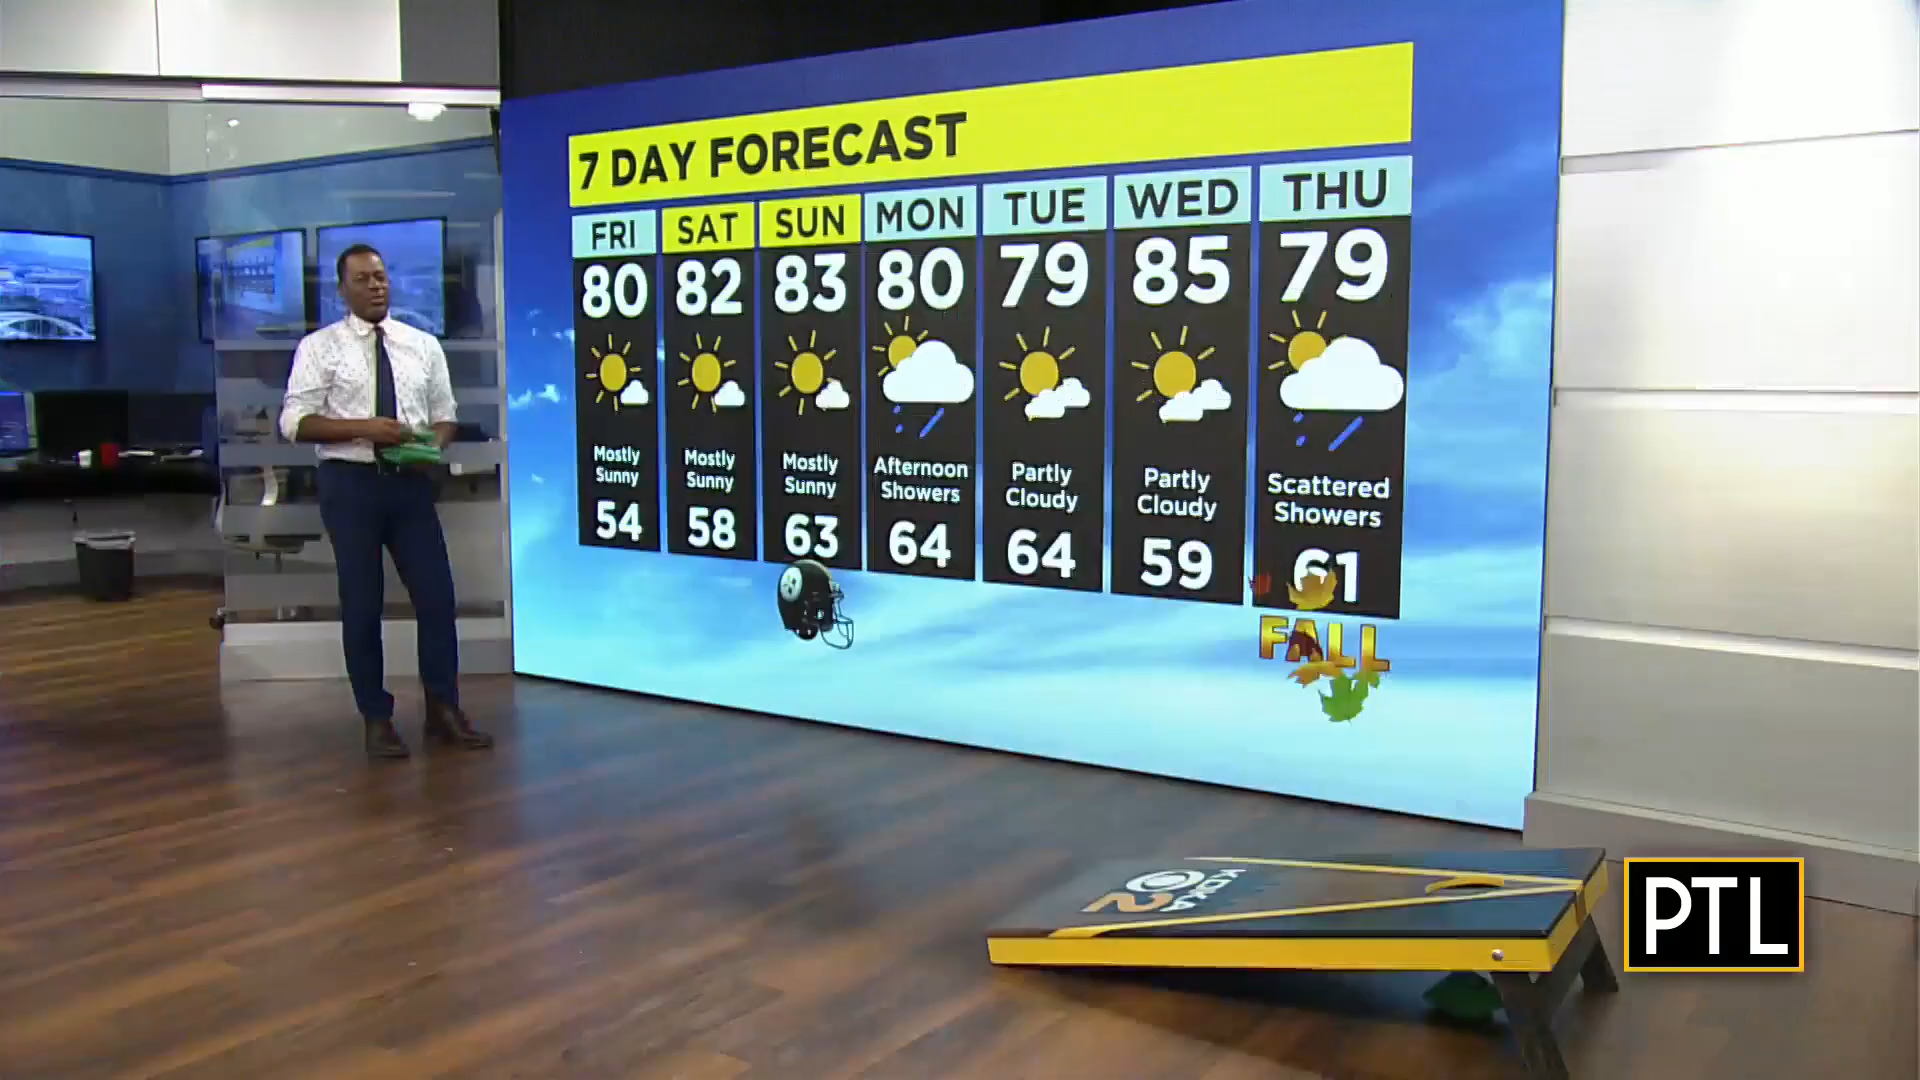 7 DAY FORECAST
FRI SAT SUN MON TUE WED THU
80 82 83 80 79 85 79
Mostly Sunny
Mostly Sunny
Mostly Sunny
Afternoon Showers
Partly Cloudy
Partly Cloudy
Scattered Showers
54 58 63 64 64 59 61
FALL
KDKA
2
PTL